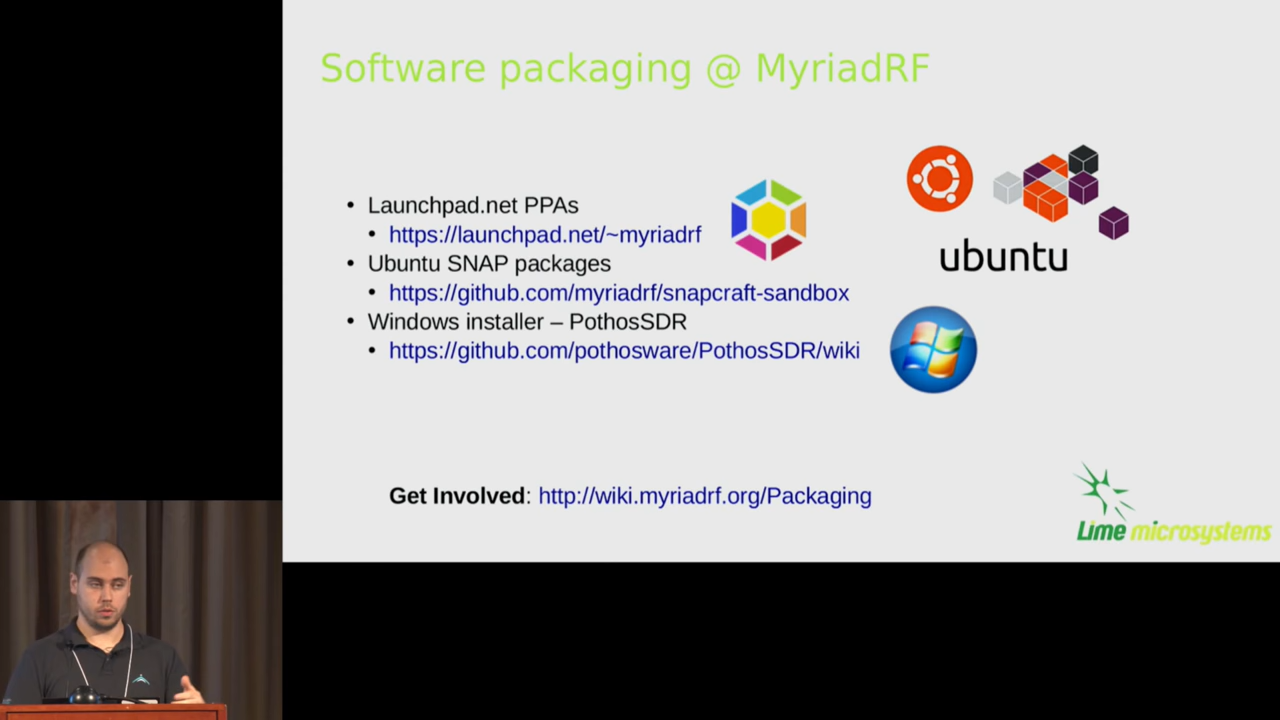 Software packaging @ MyriadRF
• Launchpad.net PPAs
• https://launchpad.net/~myriadrf
• Ubuntu SNAP packages
• https://github.com/myriadrf/snapcraft-sandbox
• Windows installer – PothosSDR
• https://github.com/pothosware/PothosSDR/wiki
ubuntu
Get Involved: http://wiki.myriadrf.org/Packaging
Lime microsystems